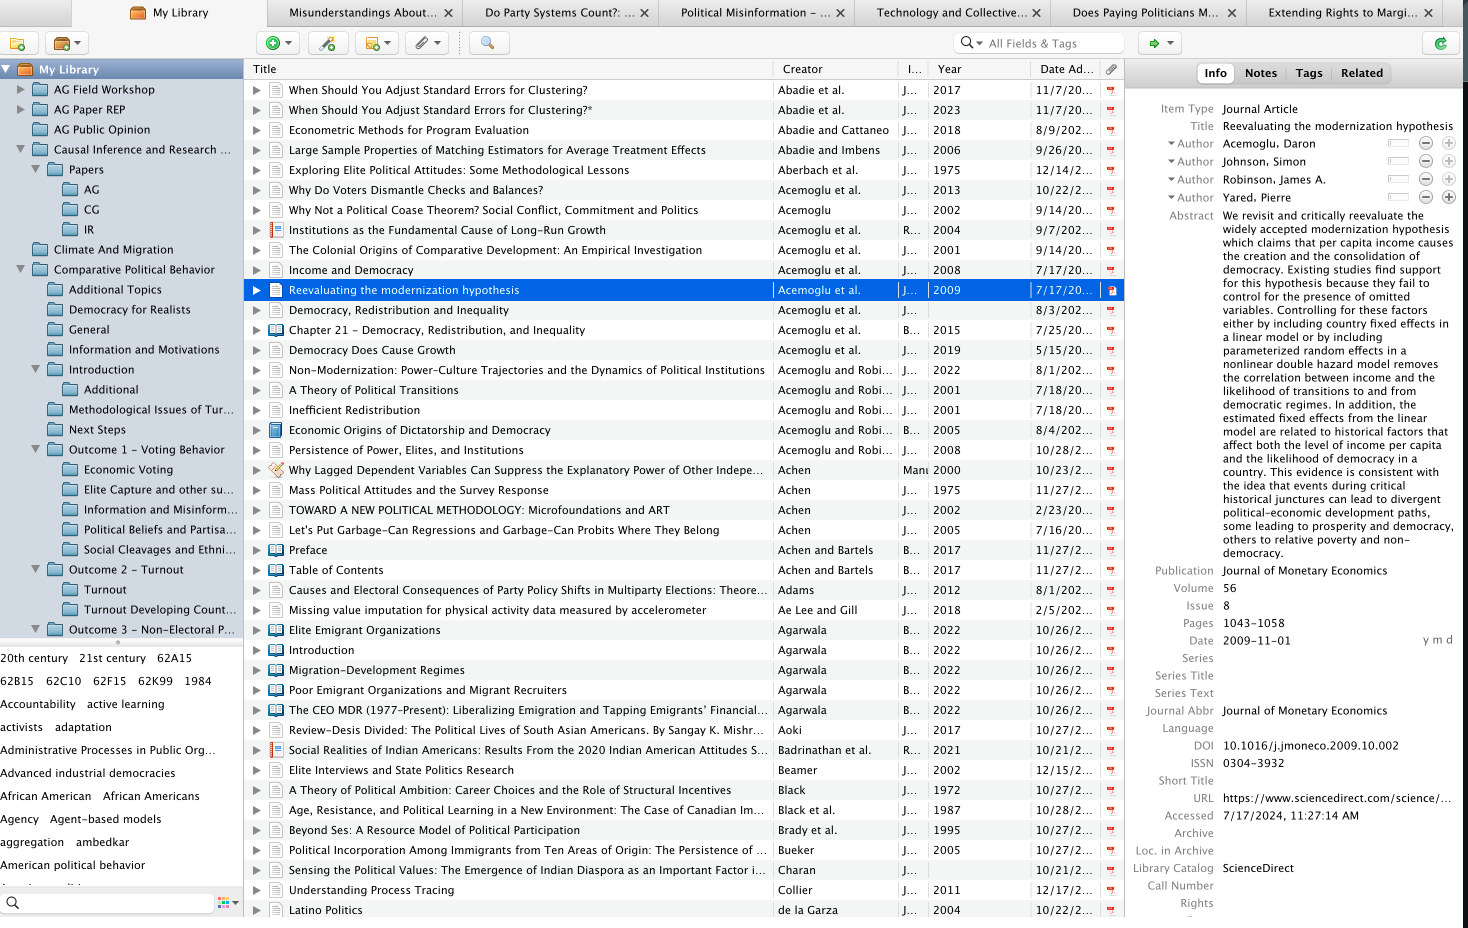 My Library
Misunderstandings About...
Do Party Systems Count?: ...
Political Misinformation – ...
Technology and Collective...
Does Paying Politicians M...
Extending Rights to Margi...
All Fields & Tags
My Library
AG Field Workshop
AG Paper REP
AG Public Opinion
Causal Inference and Research ...
Papers
AG
CG
IR
Climate And Migration
Comparative Political Behavior
Additional Topics
Democracy for Realists
General
Information and Motivations
Introduction
Additional
Methodological Issues of Tur...
Next Steps
Outcome 1 – Voting Behavior
Economic Voting
Elite Capture and other su...
Information and Misinform...
Political Beliefs and Partisa...
Social Cleavages and Ethni...
Outcome 2 – Turnout
Turnout
Turnout Developing Count...
Outcome 3 – Non-Electoral P...
20th century 21st century 62A15
62B15 62C10 62F15 62K99 1984
Accountability active learning
activists adaptation
Administrative Processes in Public Org...
Advanced industrial democracies
African American African Americans
Agency Agent-based models
aggregation ambedkar
American political behavior
Title Creator I... Year Date Ad...
When Should You Adjust Standard Errors for Clustering? Abadie et al. J... 2017 11/7/20...
When Should You Adjust Standard Errors for Clustering?* Abadie et al. J... 2023 11/7/20...
Econometric Methods for Program Evaluation Abadie and Cattaneo J... 2018 8/9/202...
Large Sample Properties of Matching Estimators for Average Treatment Effects Abadie and Imbens J... 2006 9/26/20...
Exploring Elite Political Attitudes: Some Methodological Lessons Aberbach et al. J... 1975 12/14/2...
Why Do Voters Dismantle Checks and Balances? Acemoglu et al. J... 2013 10/22/2...
Why Not a Political Coase Theorem? Social Conflict, Commitment and Politics Acemoglu J... 2002 9/14/20...
Institutions as the Fundamental Cause of Long-Run Growth Acemoglu et al. R... 2004 9/7/202...
The Colonial Origins of Comparative Development: An Empirical Investigation Acemoglu et al. J... 2001 9/14/20...
Income and Democracy Acemoglu et al. J... 2008 7/17/20...
Reevaluating the modernization hypothesis Acemoglu et al. J... 2009 7/17/20...
Democracy, Redistribution and Inequality Acemoglu et al. J... 8/3/202...
Chapter 21 – Democracy, Redistribution, and Inequality Acemoglu et al. B... 2015 7/25/20...
Democracy Does Cause Growth Acemoglu et al. J... 2019 5/15/20...
Non-Modernization: Power-Culture Trajectories and the Dynamics of Political Institutions Acemoglu and Robi... J... 2022 8/1/202...
A Theory of Political Transitions Acemoglu and Robi... J... 2001 7/18/20...
Inefficient Redistribution Acemoglu and Robi... J... 2001 7/18/20...
Economic Origins of Dictatorship and Democracy Acemoglu and Robi... B... 2005 8/4/202...
Persistence of Power, Elites, and Institutions Acemoglu and Robi... J... 2008 10/28/2...
Why Lagged Dependent Variables Can Suppress the Explanatory Power of Other Indepe... Achen Manu 2000 10/23/2...
Mass Political Attitudes and the Survey Response Achen J... 1975 11/27/2...
TOWARD A NEW POLITICAL METHODOLOGY: Microfoundations and ART Achen J... 2002 2/23/20...
Let's Put Garbage-Can Regressions and Garbage-Can Probits Where They Belong Achen J... 2005 7/16/20...
Preface Achen and Bartels B... 2017 11/27/2...
Table of Contents Achen and Bartels B... 2017 11/27/2...
Causes and Electoral Consequences of Party Policy Shifts in Multiparty Elections: Theore... Adams J... 2012 8/1/202...
Missing value imputation for physical activity data measured by accelerometer Ae Lee and Gill J... 2018 2/5/202...
Elite Emigrant Organizations Agarwala B... 2022 10/26/2...
Introduction Agarwala B... 2022 10/26/2...
Migration-Development Regimes Agarwala B... 2022 10/26/2...
Poor Emigrant Organizations and Migrant Recruiters Agarwala B... 2022 10/26/2...
The CEO MDR (1977–Present): Liberalizing Emigration and Tapping Emigrants' Financial... Agarwala B... 2022 10/26/2...
Review-Desis Divided: The Political Lives of South Asian Americans. By Sangay K. Mishr... Aoki J... 2017 10/27/2...
Social Realities of Indian Americans: Results From the 2020 Indian American Attitudes S... Badrinathan et al. R... 2021 10/21/2...
Elite Interviews and State Politics Research Beamer J... 2002 12/15/2...
A Theory of Political Ambition: Career Choices and the Role of Structural Incentives Black J... 1972 10/27/2...
Age, Resistance, and Political Learning in a New Environment: The Case of Canadian Im... Black et al. J... 1987 10/28/2...
Beyond Ses: A Resource Model of Political Participation Brady et al. J... 1995 10/27/2...
Political Incorporation Among Immigrants from Ten Areas of Origin: The Persistence of ... Bueker J... 2005 10/27/2...
Sensing the Political Values: The Emergence of Indian Diaspora as an Important Factor i... Charan J... 10/21/2...
Understanding Process Tracing Collier J... 2011 12/17/2...
Latino Politics de la Garza J... 2004 10/22/2...
Info Notes Tags Related
Item Type Journal Article
Title Reevaluating the modernization hypothesis
Author Acemoglu, Daron
Author Johnson, Simon
Author Robinson, James A.
Author Yared, Pierre
Abstract We revisit and critically reevaluate the
widely accepted modernization hypothesis
which claims that per capita income causes
the creation and the consolidation of
democracy. Existing studies find support
for this hypothesis because they fail to
control for the presence of omitted
variables. Controlling for these factors
either by including country fixed effects in
a linear model or by including
parameterized random effects in a
nonlinear double hazard model removes
the correlation between income and the
likelihood of transitions to and from
democratic regimes. In addition, the
estimated fixed effects from the linear
model are related to historical factors that
affect both the level of income per capita
and the likelihood of democracy in a
country. This evidence is consistent with
the idea that events during critical
historical junctures can lead to divergent
political-economic development paths,
some leading to prosperity and democracy,
others to relative poverty and non-
democracy.
Publication Journal of Monetary Economics
Volume 56
Issue 8
Pages 1043-1058
Date 2009-11-01 y m d
Series
Series Title
Series Text
Journal Abbr Journal of Monetary Economics
Language
DOI 10.1016/j.jmoneco.2009.10.002
ISSN 0304-3932
Short Title
URL https://www.sciencedirect.com/science/...
Accessed 7/17/2024, 11:27:14 AM
Archive
Loc. in Archive
Library Catalog ScienceDirect
Call Number
Rights